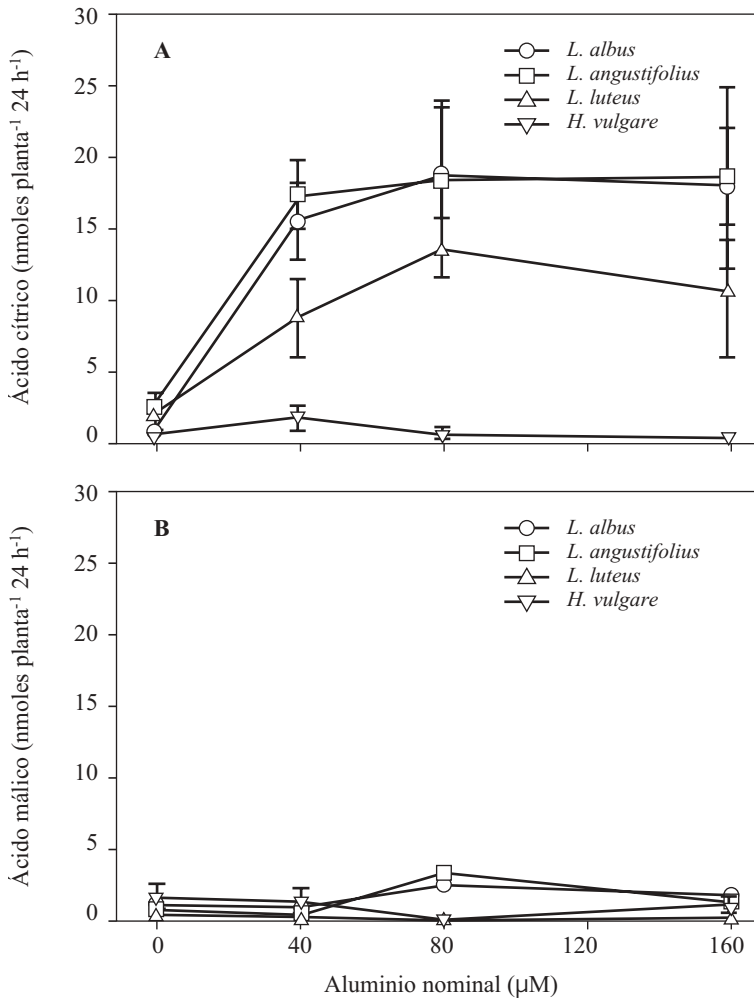 30
25
20
15
10
5
0
Ácido cítrico (nmoles planta⁻¹ 24 h⁻¹)
A
L. albus
L. angustifolius
L. luteus
H. vulgare
30
25
20
15
10
5
0
Ácido málico (nmoles planta⁻¹ 24 h⁻¹)
B
L. albus
L. angustifolius
L. luteus
H. vulgare
0 40 80 120 160
Aluminio nominal (μM)